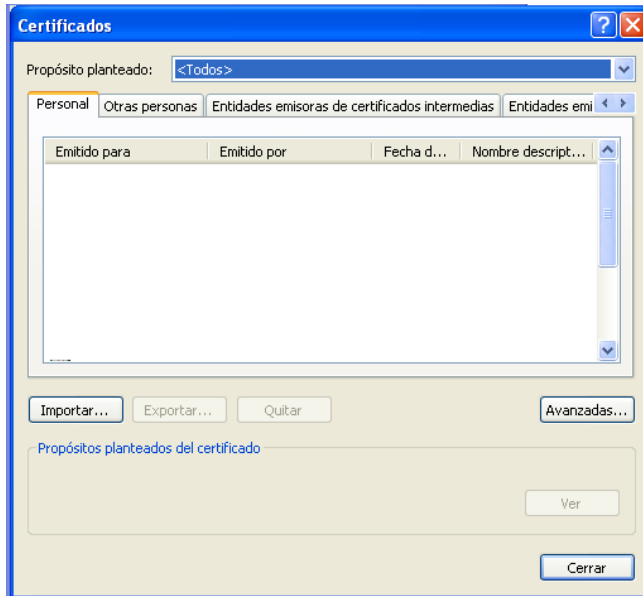 Certificados
Propósito planteado: <Todos>
Personal Otras personas Entidades emisoras de certificados intermedias Entidades emi
Emitido para Emitido por Fecha d... Nombre descript...
Importar... Exportar... Quitar Avanzadas...
Propósitos planteados del certificado
Ver
Cerrar